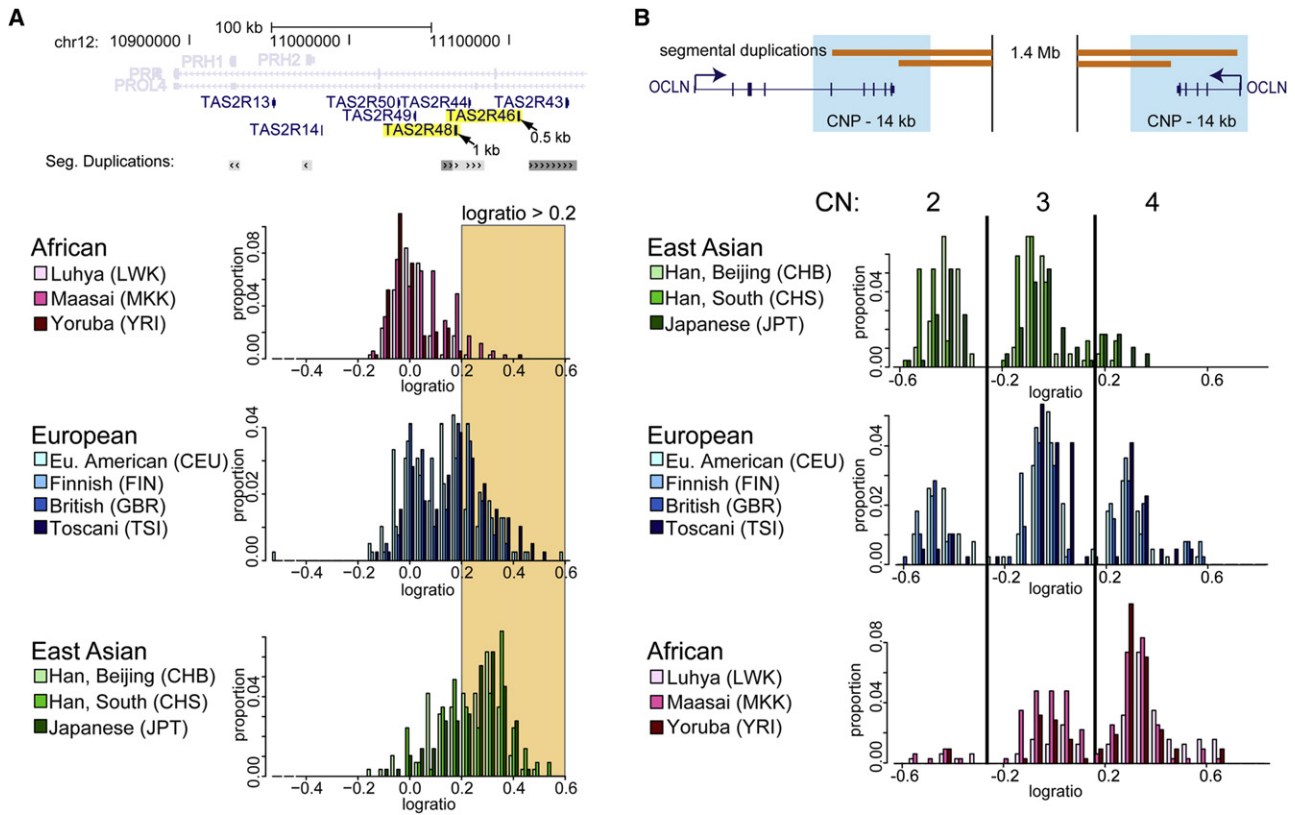 A
100 kb
chr12: 10900000 11000000 11100000
PRH1 PRH2
PROL4
TAS2R13 TAS2R50 TAS2R44 TAS2R43
TAS2R49 TAS2R46
TAS2R14 TAS2R48 0.5 kb
1 kb
Seg. Duplications:
logratio > 0.2
African
Luhya (LWK)
Maasai (MKK)
Yoruba (YRI)
proportion
0.00 0.04 0.08
−0.4 −0.2 0.0 0.2 0.4 0.6
logratio
European
Eu. American (CEU)
Finnish (FIN)
British (GBR)
Toscani (TSI)
proportion
0.00 0.02 0.04
−0.4 −0.2 0.0 0.2 0.4 0.6
logratio
East Asian
Han, Beijing (CHB)
Han, South (CHS)
Japanese (JPT)
proportion
0.00 0.04
−0.4 −0.2 0.0 0.2 0.4 0.6
logratio
B
segmental duplications 1.4 Mb
OCLN OCLN
CNP - 14 kb CNP - 14 kb
CN: 2 3 4
East Asian
Han, Beijing (CHB)
Han, South (CHS)
Japanese (JPT)
proportion
0.00 0.04
-0.6 -0.2 0.2 0.6
logratio
European
Eu. American (CEU)
Finnish (FIN)
British (GBR)
Toscani (TSI)
proportion
0.00 0.02 0.04
-0.6 -0.2 0.2 0.6
logratio
African
Luhya (LWK)
Maasai (MKK)
Yoruba (YRI)
proportion
0.00 0.04 0.08
-0.6 -0.2 0.2 0.6
logratio